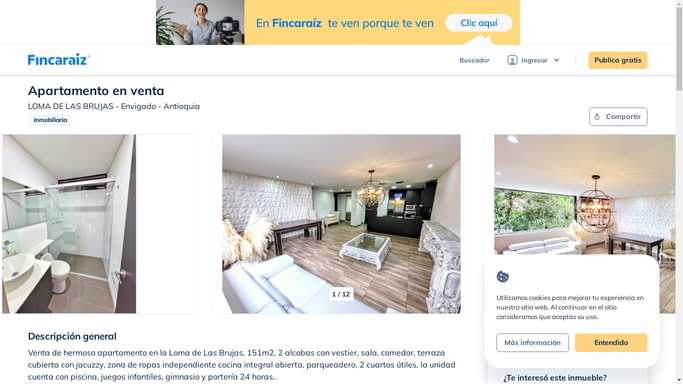 En Fincaraíz te ven porque te ven
Clic aquí
Fincaraiz
Buscador
Ingresar
Publica gratis
Apartamento en venta
LOMA DE LAS BRUJAS - Envigado - Antioquia
Inmobiliaria
Compartir
1 / 12
Utilizamos cookies para mejorar tu experiencia en
nuestro sitio web. Al continuar en el sitio
consideramos que aceptas su uso.
Más información
Entendido
Descripción general
Venta de hermoso apartamento en la Loma de Las Brujas, 151m2, 2 alcobas con vestier, sala, comedor, terraza
cubierta con jacuzzy, zona de ropas independiente cocina integral abierta, parqueadero, 2 cuartos útiles, la unidad
cuenta con piscina, juegos infantiles, gimnasio y portería 24 horas..
¿Te interesó este inmueble?